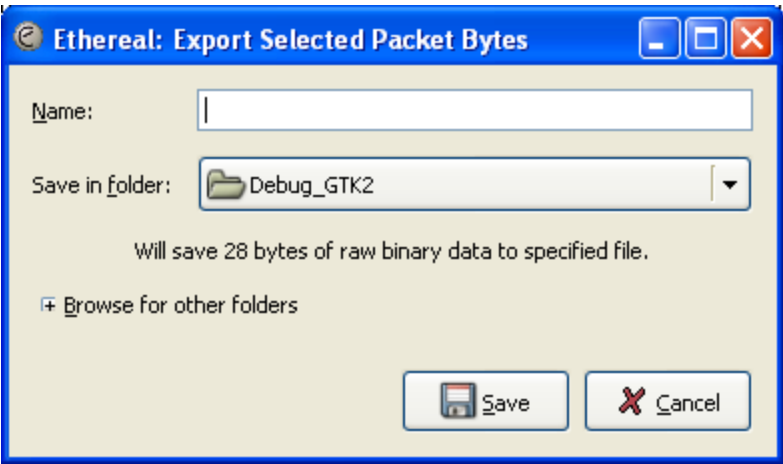 Ethereal: Export Selected Packet Bytes
Name:
Save in folder: Debug_GTK2
Will save 28 bytes of raw binary data to specified file.
Browse for other folders
Save Cancel